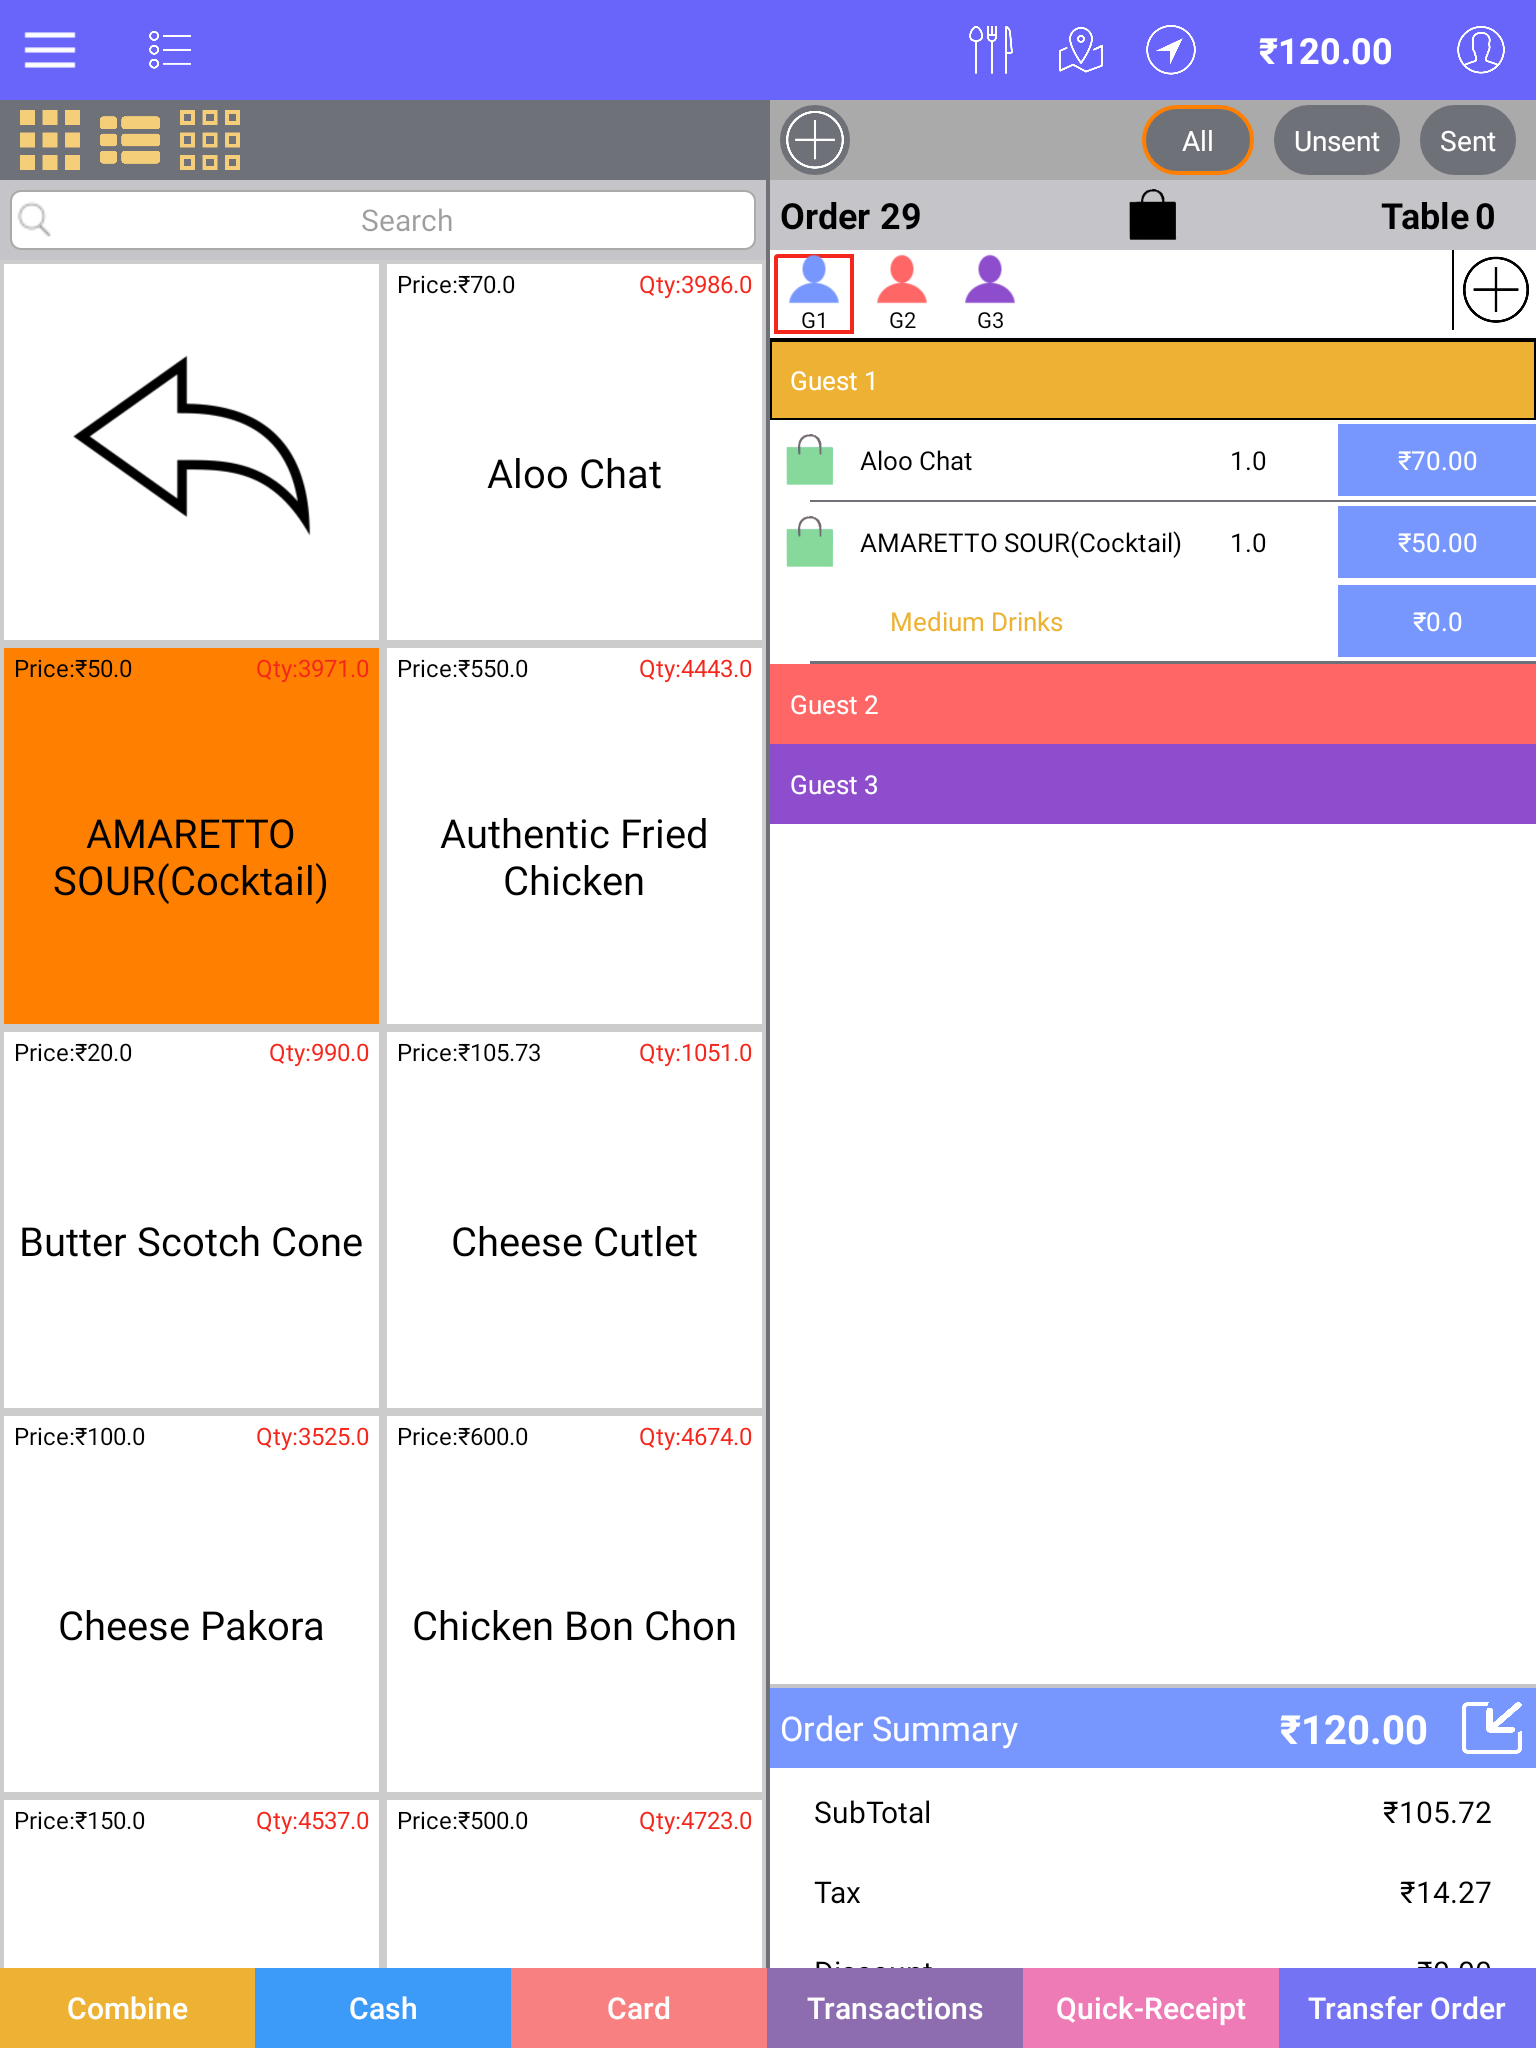 ₹120.00
All
Unsent
Sent
Search
Order 29
Table 0
G1
G2
G3
Price:₹70.0
Qty:3986.0
Aloo Chat
Price:₹50.0
Qty:3971.0
AMARETTO
SOUR(Cocktail)
Price:₹550.0
Qty:4443.0
Authentic Fried
Chicken
Price:₹20.0
Qty:990.0
Butter Scotch Cone
Price:₹105.73
Qty:1051.0
Cheese Cutlet
Price:₹100.0
Qty:3525.0
Cheese Pakora
Price:₹600.0
Qty:4674.0
Chicken Bon Chon
Price:₹150.0
Qty:4537.0
Price:₹500.0
Qty:4723.0
Guest 1
Aloo Chat 1.0 ₹70.00
AMARETTO SOUR(Cocktail) 1.0 ₹50.00
Medium Drinks ₹0.0
Guest 2
Guest 3
Order Summary ₹120.00
SubTotal ₹105.72
Tax ₹14.27
Combine
Cash
Card
Transactions
Quick-Receipt
Transfer Order